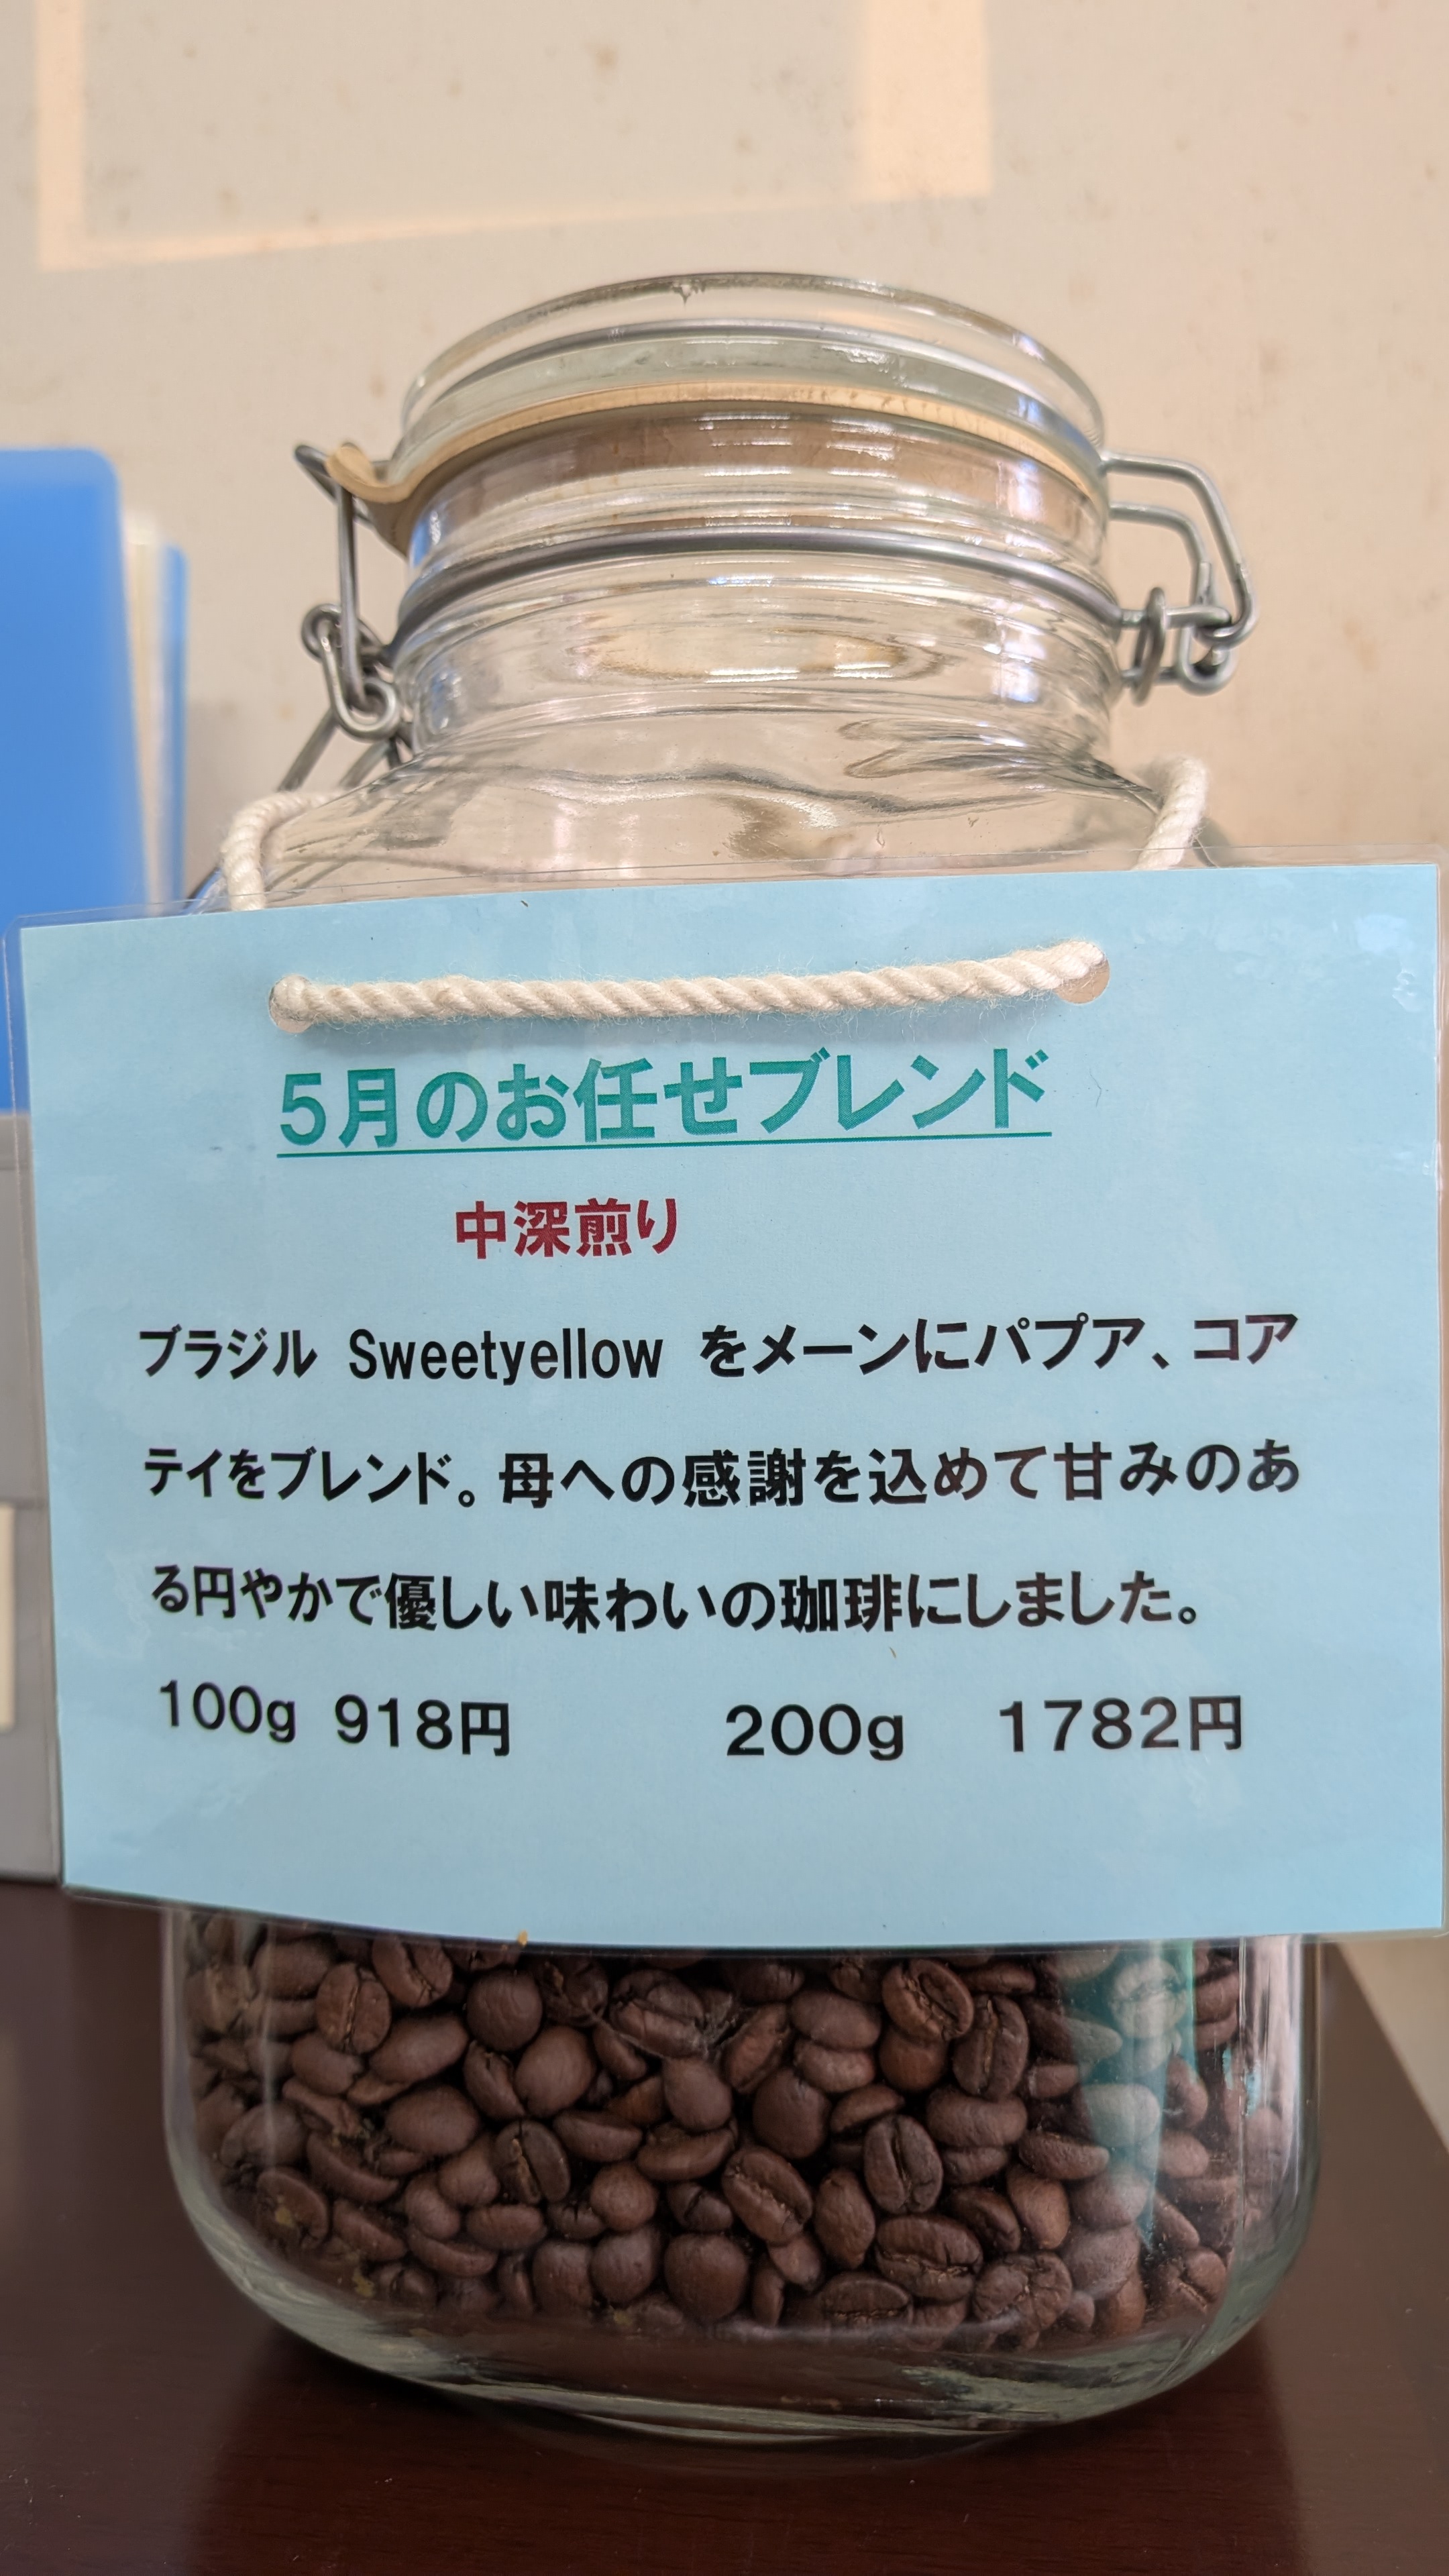 5月のお任せブレンド
中深煎り
ブラジル Sweetyellow をメーンにパプア、コア
テイをブレンド。母への感謝を込めて甘みのあ
る円やかで優しい味わいの珈琲にしました。
100g 918円 200g 1782円